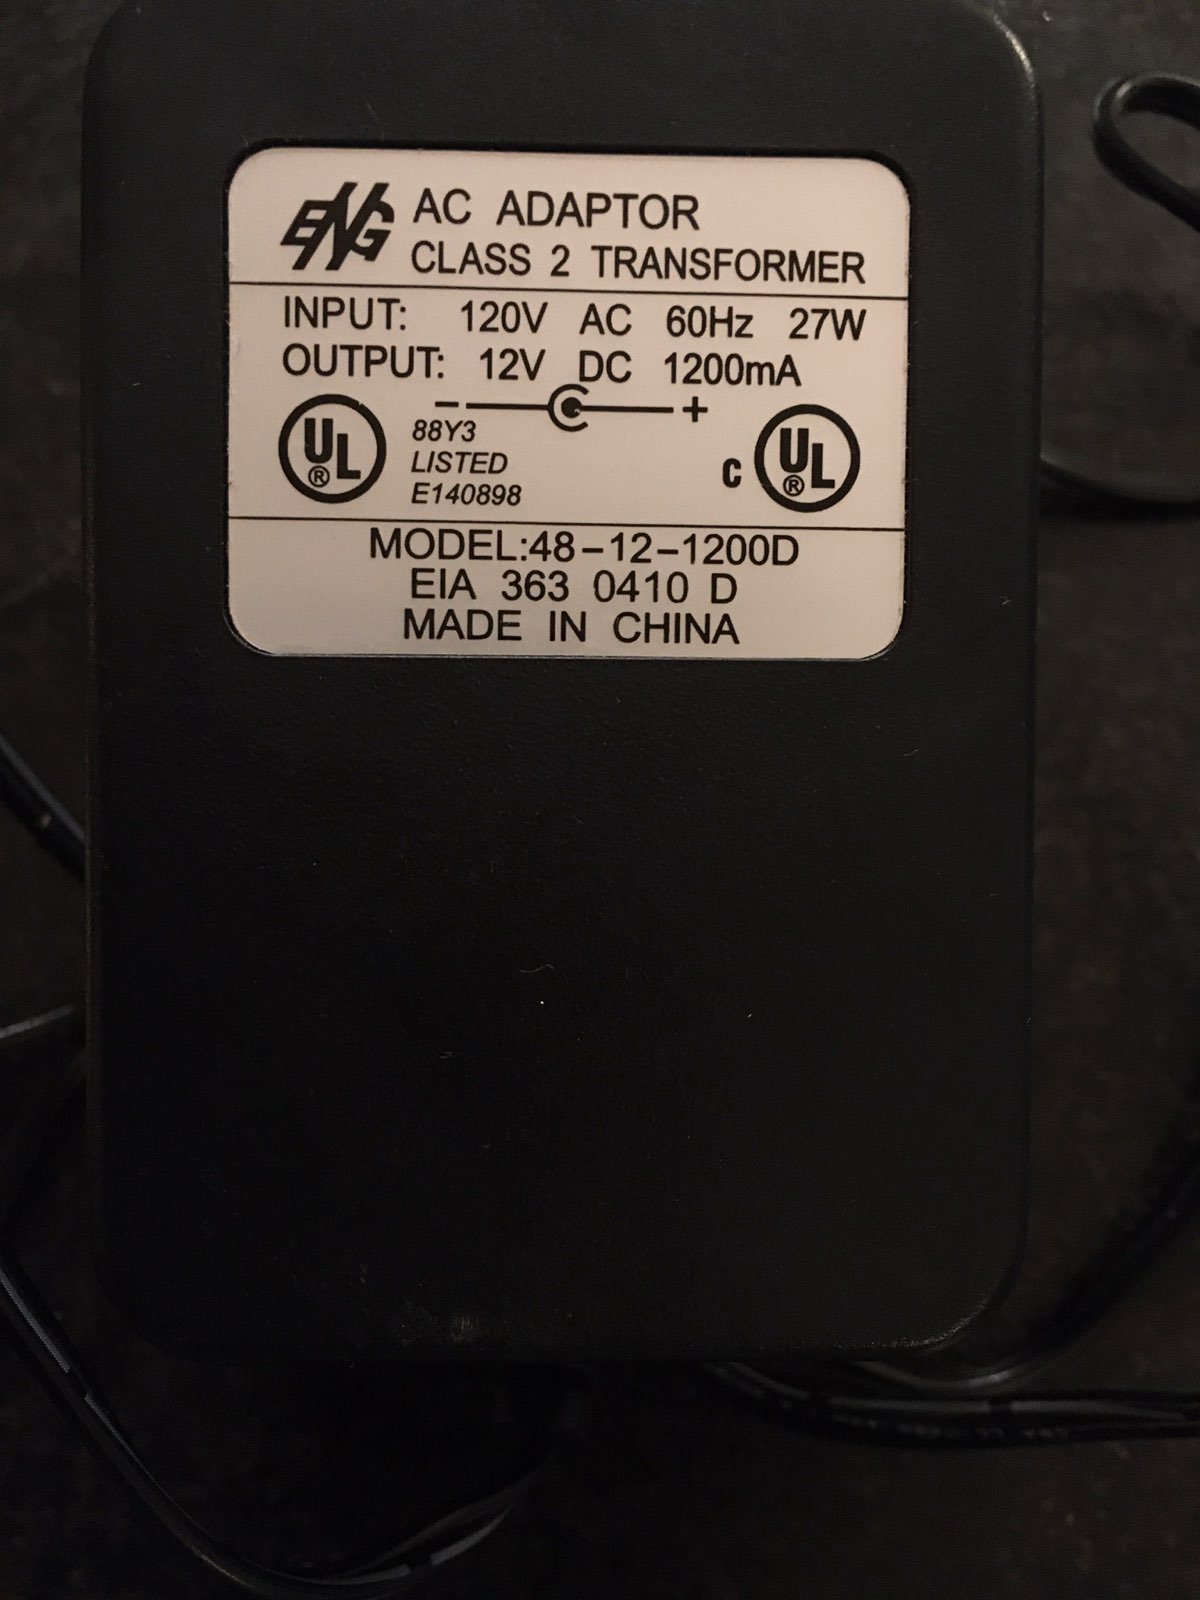 ENG AC ADAPTOR
CLASS 2 TRANSFORMER
INPUT: 120V AC 60Hz 27W
OUTPUT: 12V DC 1200mA
- +
UL® 88Y3
LISTED
E140898
C UL®
MODEL:48-12-1200D
EIA 363 0410 D
MADE IN CHINA